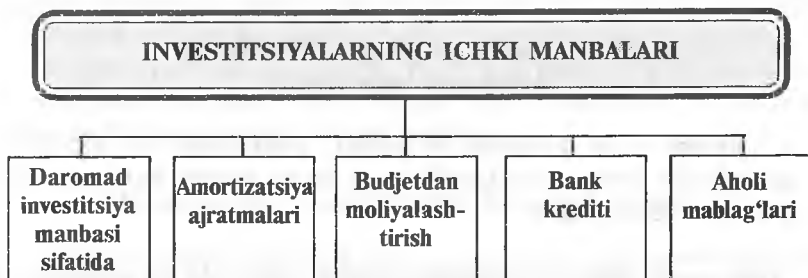 INVESTITSIYALARNING ICHKI MANBALARI
Daromad
investitsiya
manbasi
sifatida
Amortizatsiya
ajratmalari
Budjetdan
moliyalash-
tirish
Bank
krediti
Aholi
mablag‘lari